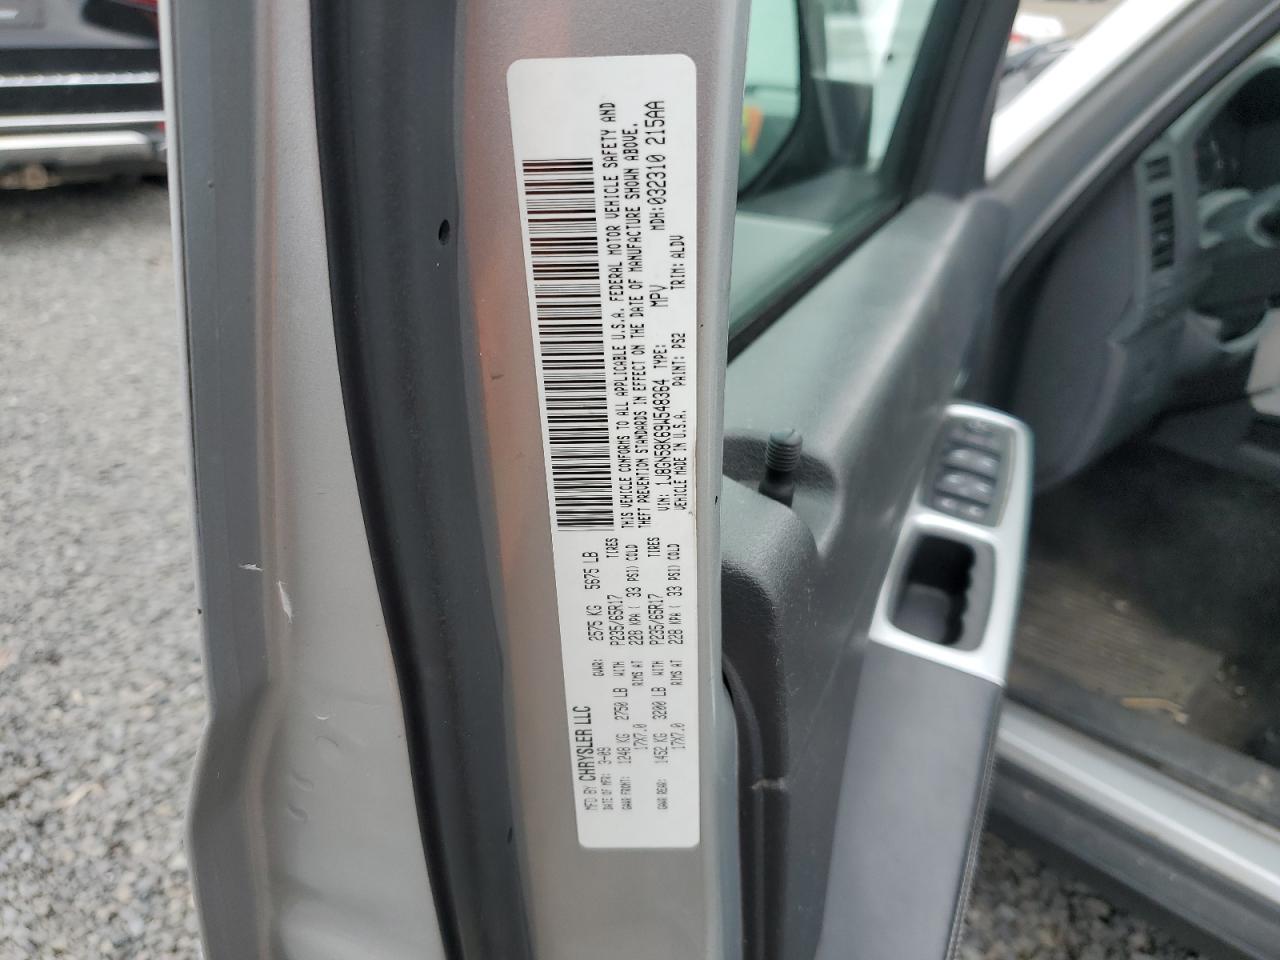 MFD BY CHRYSLER LLC
DATE OF MFR: 3-09 GVWR: 2575 KG 5675 LB
GAWR FRONT: 1248 KG 2750 LB WITH P235/65R17 TIRES
17X7.0 RIMS AT 228 KPA ( 33 PSI) COLD
GAWR REAR: 1452 KG 3200 LB WITH P235/65R17 TIRES
17X7.0 RIMS AT 228 KPA ( 33 PSI) COLD
THIS VEHICLE CONFORMS TO ALL APPLICABLE U.S.A. FEDERAL MOTOR VEHICLE SAFETY AND
THEFT PREVENTION STANDARDS IN EFFECT ON THE DATE OF MANUFACTURE SHOWN ABOVE.
VIN: 1J8GN58K69W548364 TYPE: MPV MDH:032310 215AA
VEHICLE MADE IN U.S.A. PAINT: PS2 TRIM: ALDV